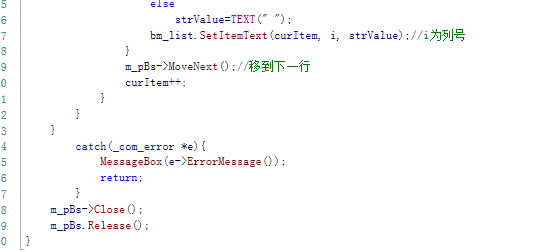 5 else
6 strValue=TEXT(" ");
7 bm_list.SetItemText(curItem, i, strValue);//i为列号
8 }
9 m_pBs->MoveNext();//移到下一行
0 curItem++;
1 }
2 }
3 }
4 catch(_com_error *e){
5 MessageBox(e->ErrorMessage());
6 return;
7 }
8 m_pBs->Close();
9 m_pBs.Release();
0 }